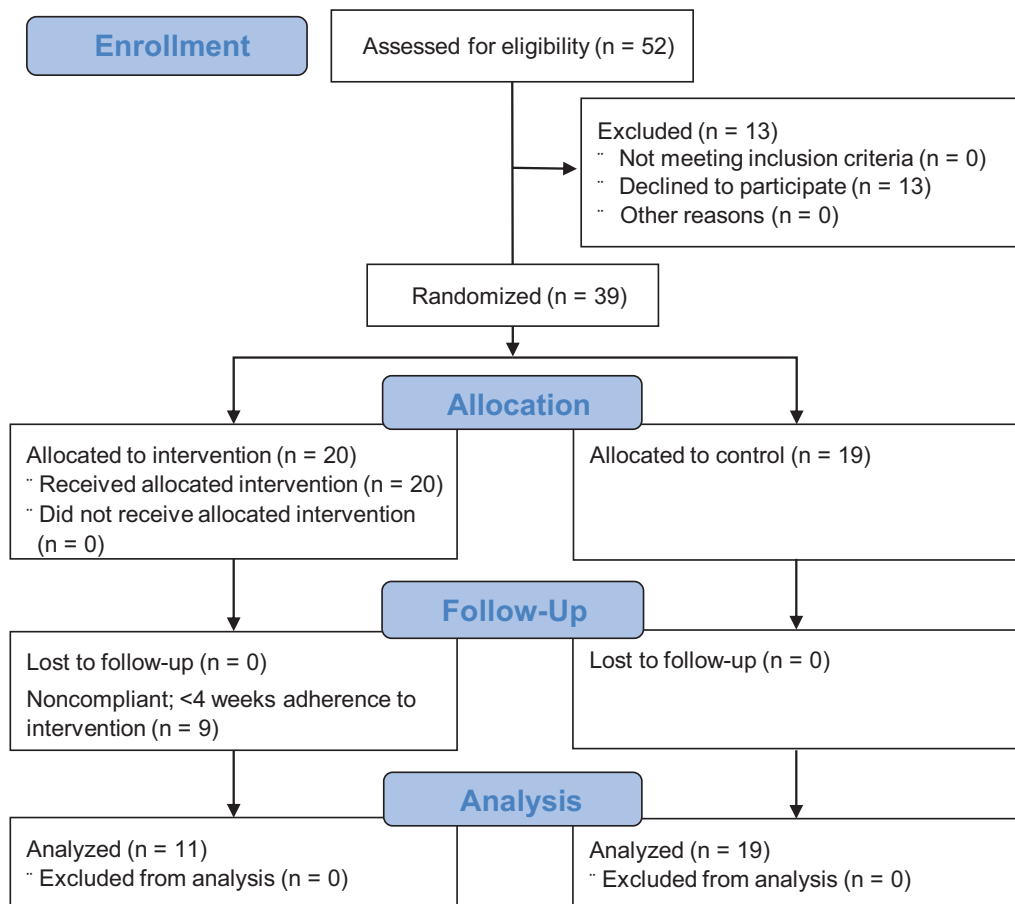 Enrollment
Assessed for eligibility (n = 52)
Excluded (n = 13)
¨ Not meeting inclusion criteria (n = 0)
¨ Declined to participate (n = 13)
¨ Other reasons (n = 0)
Randomized (n = 39)
Allocation
Allocated to intervention (n = 20)
¨ Received allocated intervention (n = 20)
¨ Did not receive allocated intervention
(n = 0)
Allocated to control (n = 19)
Follow-Up
Lost to follow-up (n = 0)
Noncompliant; <4 weeks adherence to
intervention (n = 9)
Lost to follow-up (n = 0)
Analysis
Analyzed (n = 11)
¨ Excluded from analysis (n = 0)
Analyzed (n = 19)
¨ Excluded from analysis (n = 0)